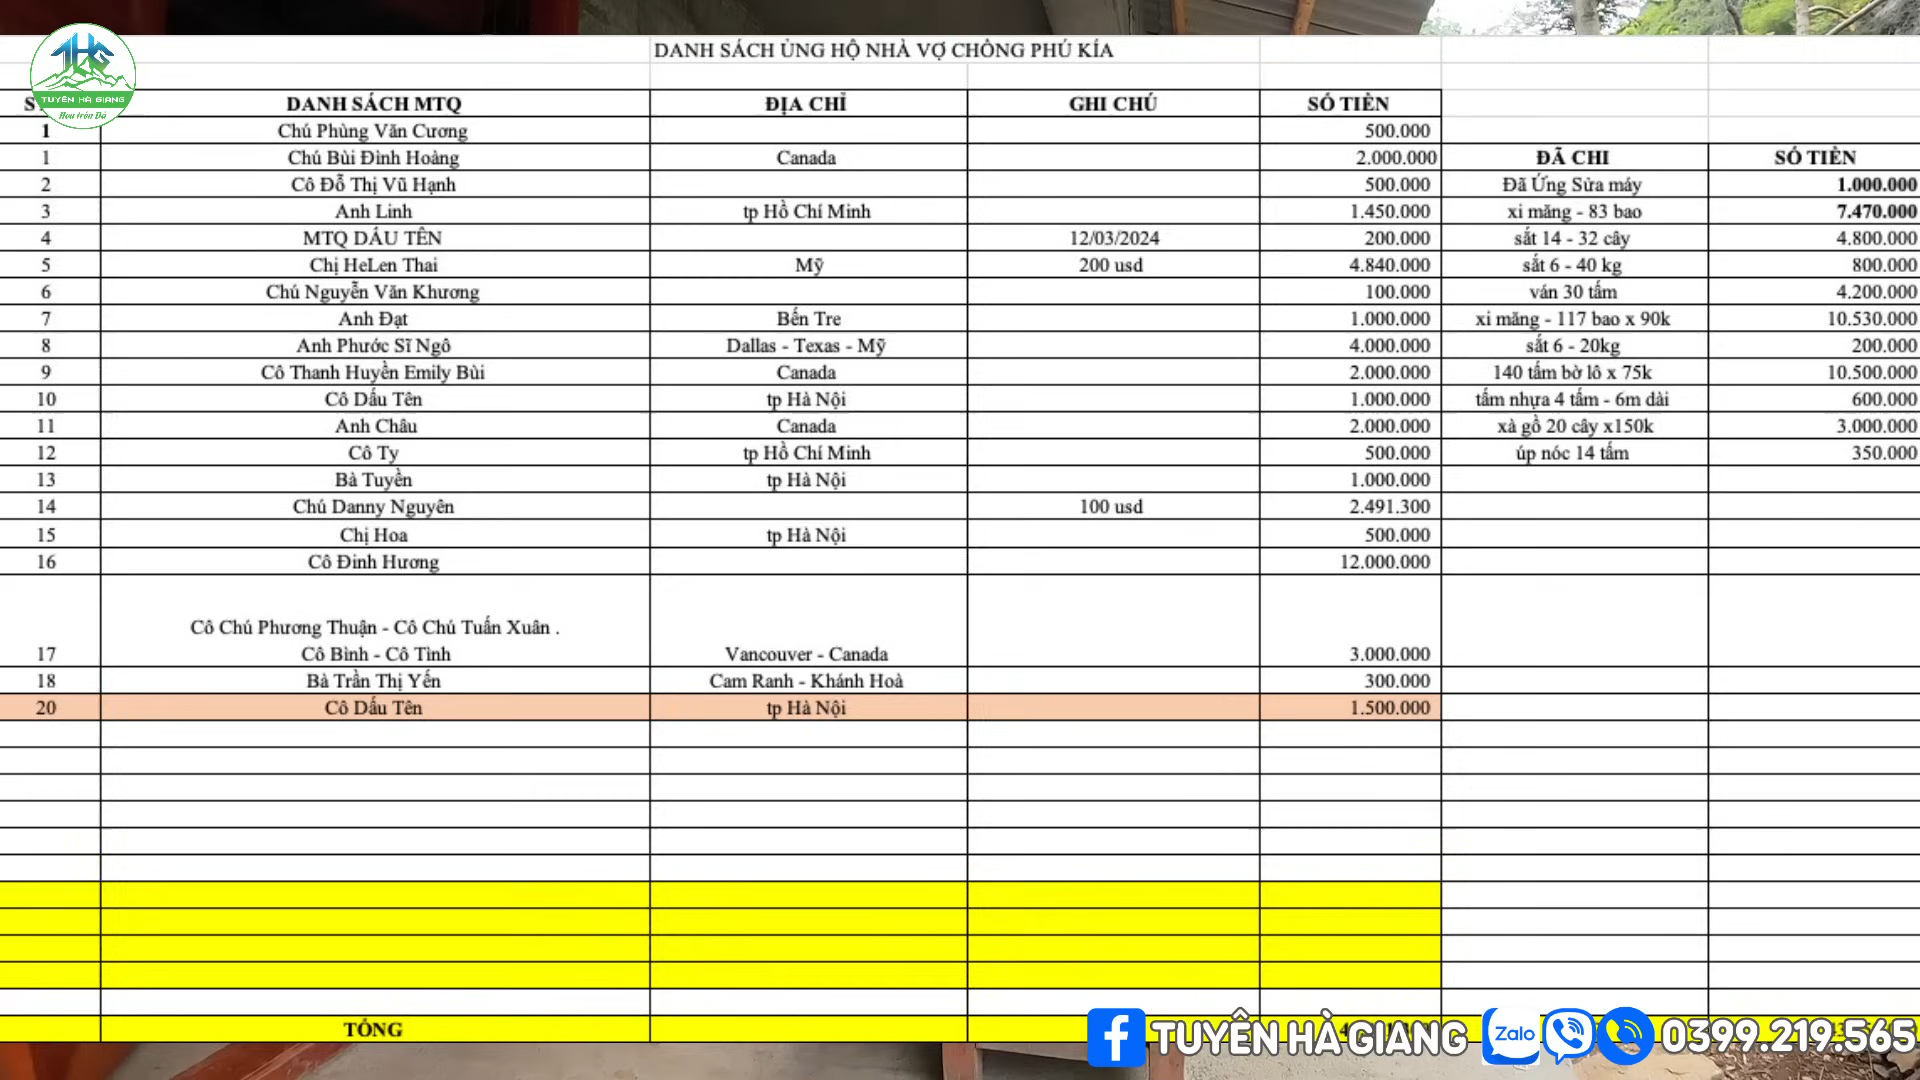 DANH SÁCH ỦNG HỘ NHÀ VỢ CHỒNG PHÚ KÍA
TUYÊN HÀ GIANG
Hoa trên Đá
DANH SÁCH MTQ ĐỊA CHỈ GHI CHÚ SỐ TIỀN
1 Chú Phùng Văn Cương 500.000
1 Chú Bùi Đình Hoàng Canada 2.000.000 ĐÃ CHI SỐ TIỀN
2 Cô Đỗ Thị Vũ Hạnh 500.000 Đã Ứng Sửa máy 1.000.000
3 Anh Linh tp Hồ Chí Minh 1.450.000 xi măng - 83 bao 7.470.000
4 MTQ DẤU TÊN 12/03/2024 200.000 sắt 14 - 32 cây 4.800.000
5 Chị HeLen Thai Mỹ 200 usd 4.840.000 sắt 6 - 40 kg 800.000
6 Chú Nguyễn Văn Khương 100.000 ván 30 tấm 4.200.000
7 Anh Đạt Bến Tre 1.000.000 xi măng - 117 bao x 90k 10.530.000
8 Anh Phước Sĩ Ngô Dallas - Texas - Mỹ 4.000.000 sắt 6 - 20kg 200.000
9 Cô Thanh Huyền Emily Bùi Canada 2.000.000 140 tấm bờ lô x 75k 10.500.000
10 Cô Dấu Tên tp Hà Nội 1.000.000 tấm nhựa 4 tấm - 6m dài 600.000
11 Anh Châu Canada 2.000.000 xà gồ 20 cây x150k 3.000.000
12 Cô Ty tp Hồ Chí Minh 500.000 úp nóc 14 tấm 350.000
13 Bà Tuyền tp Hà Nội 1.000.000
14 Chú Danny Nguyên 100 usd 2.491.300
15 Chị Hoa tp Hà Nội 500.000
16 Cô Đinh Hương 12.000.000
Cô Chú Phương Thuận - Cô Chú Tuấn Xuân .
17 Cô Bình - Cô Tình Vancouver - Canada 3.000.000
18 Bà Trần Thị Yến Cam Ranh - Khánh Hoà 300.000
20 Cô Dấu Tên tp Hà Nội 1.500.000
TỔNG
TUYÊN HÀ GIANG Zalo 0399.219.565